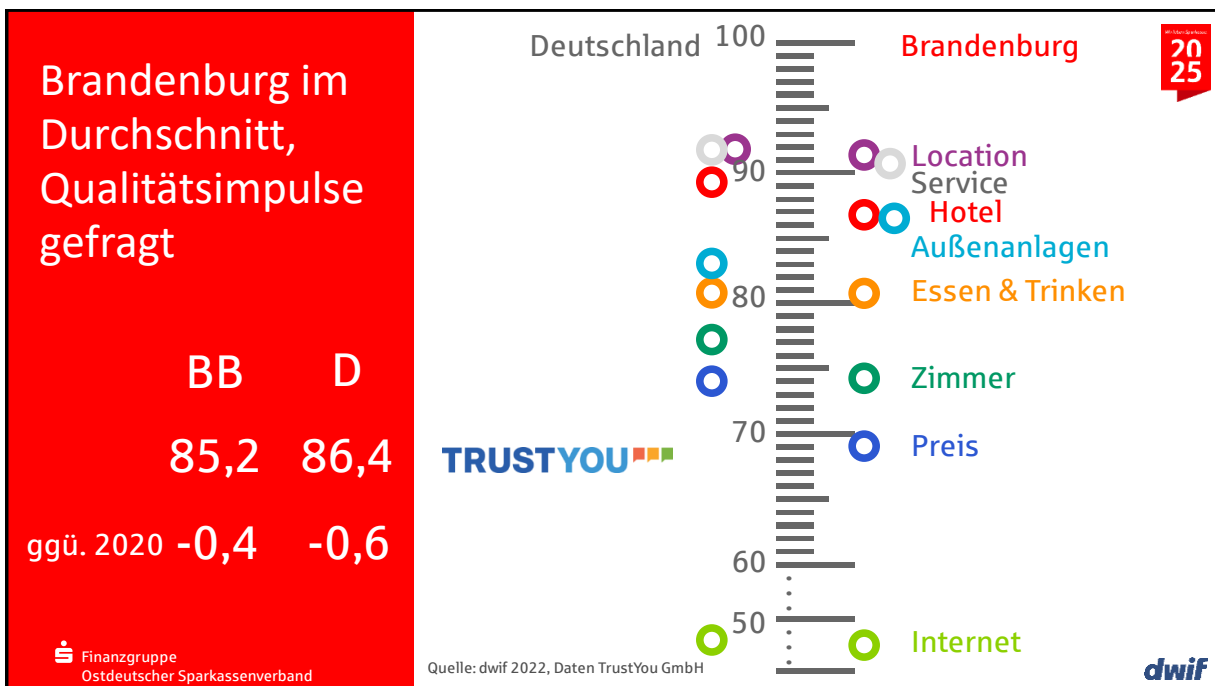 Brandenburg im
Durchschnitt,
Qualitätsimpulse
gefragt
BB D
85,2 86,4
ggü. 2020 -0,4 -0,6
Finanzgruppe
Ostdeutscher Sparkassenverband
Deutschland
100
90
80
70
60
50
Brandenburg
Location
Service
Hotel
Außenanlagen
Essen & Trinken
Zimmer
Preis
Internet
TRUSTYOU
Quelle: dwif 2022, Daten TrustYou GmbH
20
25
dwif